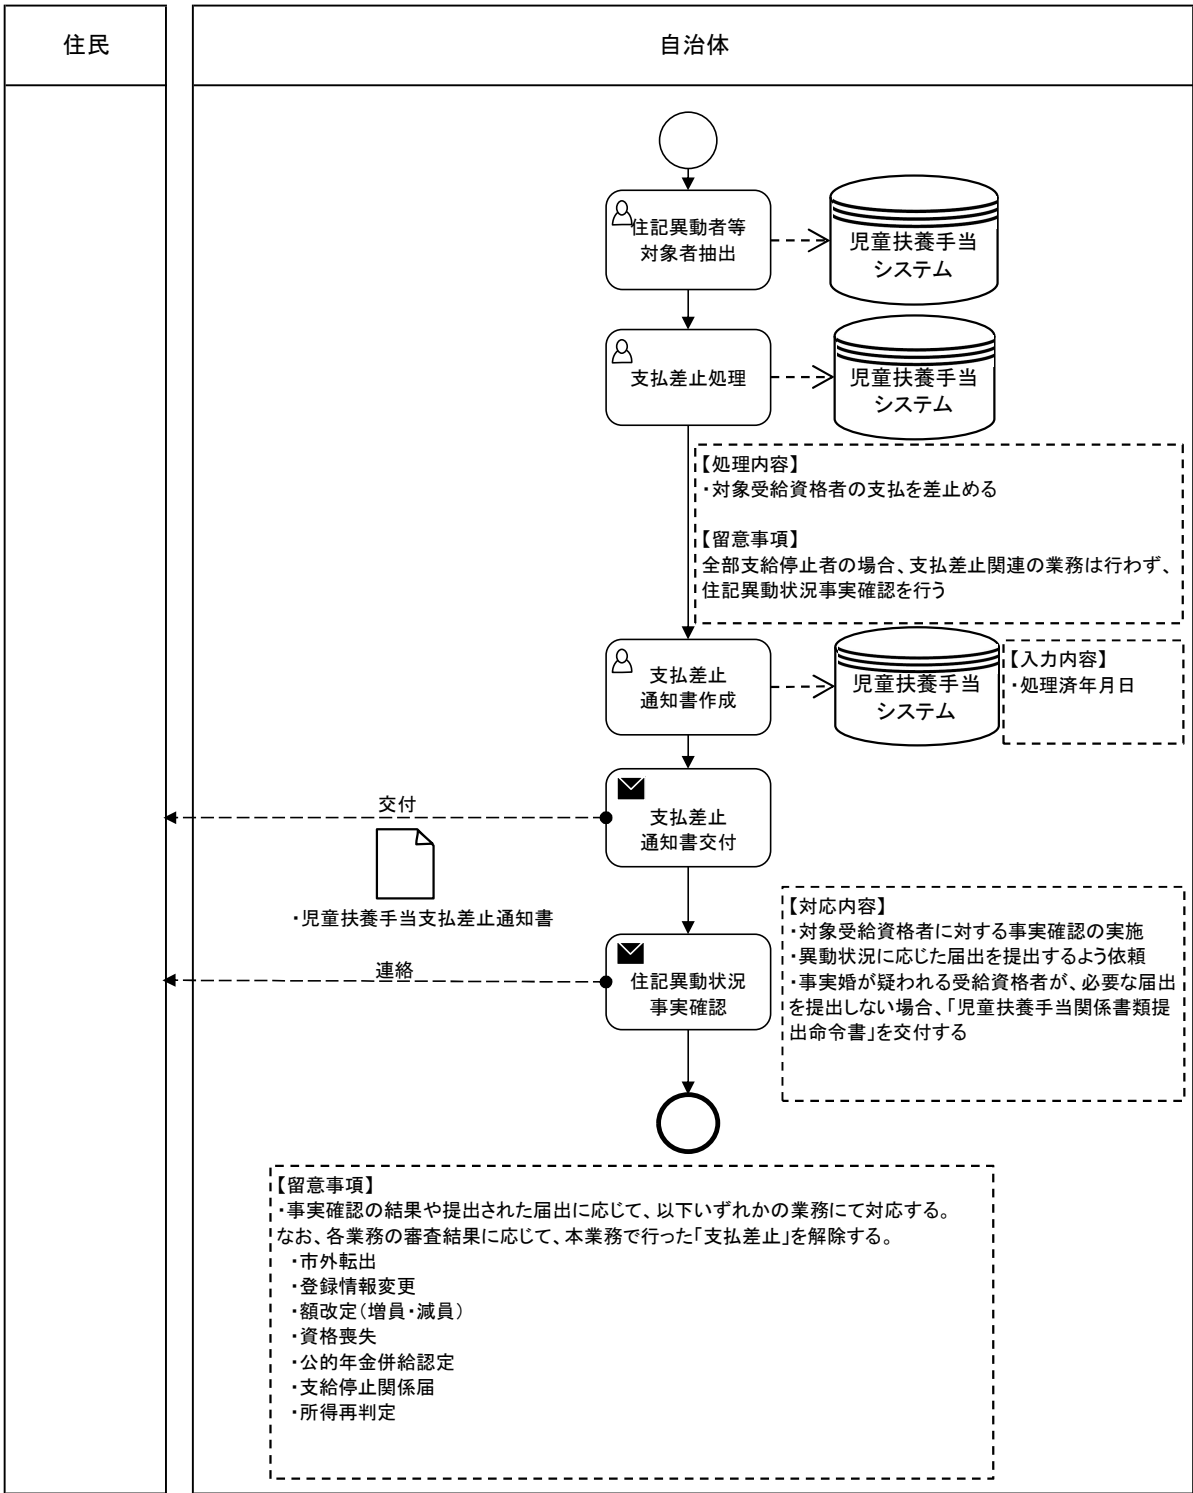 住民
自治体
住記異動者等
対象者抽出
児童扶養手当
システム
支払差止処理
児童扶養手当
システム
【処理内容】
・対象受給資格者の支払を差止める
【留意事項】
全部支給停止者の場合、支払差止関連の業務は行わず、
住記異動状況事実確認を行う
支払差止
通知書作成
児童扶養手当
システム
【入力内容】
・処理済年月日
交付
支払差止
通知書交付
・児童扶養手当支払差止通知書
連絡
住記異動状況
事実確認
【対応内容】
・対象受給資格者に対する事実確認の実施
・異動状況に応じた届出を提出するよう依頼
・事実婚が疑われる受給資格者が、必要な届出
を提出しない場合、「児童扶養手当関係書類提
出命令書」を交付する
【留意事項】
・事実確認の結果や提出された届出に応じて、以下いずれかの業務にて対応する。
なお、各業務の審査結果に応じて、本業務で行った「支払差止」を解除する。
・市外転出
・登録情報変更
・額改定（増員・減員）
・資格喪失
・公的年金併給認定
・支給停止関係届
・所得再判定